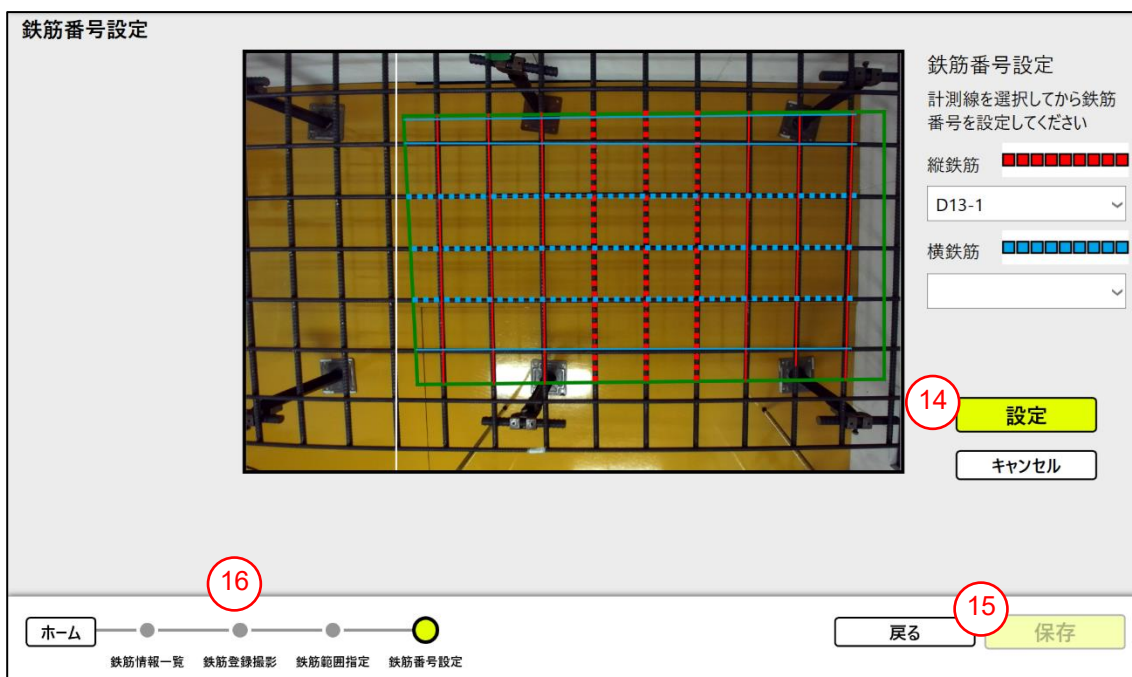 鉄筋番号設定
鉄筋番号設定
計測線を選択してから鉄筋
番号を設定してください
縦鉄筋
D13-1
横鉄筋
14
設定
キャンセル
16
15
ホーム
戻る
保存
鉄筋情報一覧
鉄筋登録撮影
鉄筋範囲指定
鉄筋番号設定